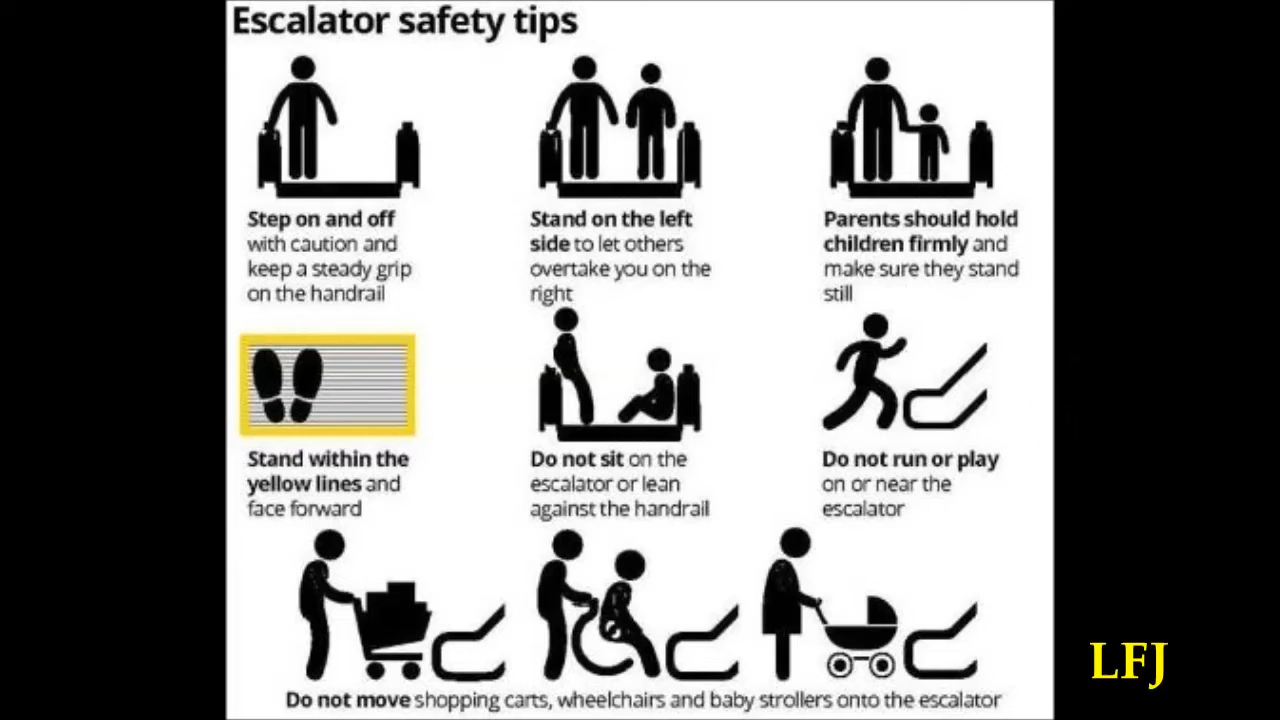 Escalator safety tips
Step on and off
with caution and
keep a steady grip
on the handrail
Stand on the left
side to let others
overtake you on the
right
Parents should hold
children firmly and
make sure they stand
still
Stand within the
yellow lines and
face forward
Do not sit on the
escalator or lean
against the handrail
Do not run or play
on or near the
escalator
Do not move shopping carts, wheelchairs and baby strollers onto the escalator
LFJ